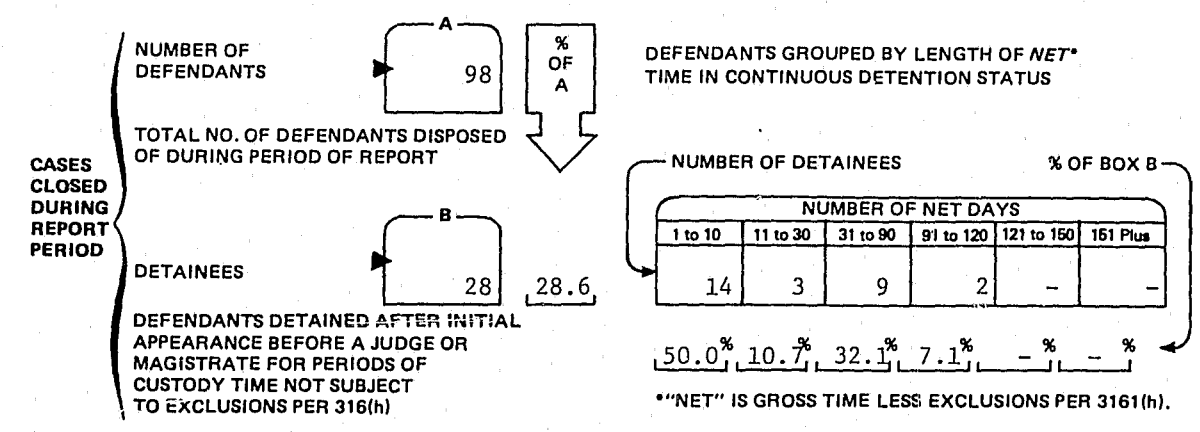 CASES
CLOSED
DURING
REPORT
PERIOD
NUMBER OF
DEFENDANTS
A
98
%
OF
A
TOTAL NO. OF DEFENDANTS DISPOSED
OF DURING PERIOD OF REPORT
DETAINEES
B
28
28.6
DEFENDANTS DETAINED AFTER INITIAL
APPEARANCE BEFORE A JUDGE OR
MAGISTRATE FOR PERIODS OF
CUSTODY TIME NOT SUBJECT
TO EXCLUSIONS PER 316(h)
DEFENDANTS GROUPED BY LENGTH OF NET*
TIME IN CONTINUOUS DETENTION STATUS
NUMBER OF DETAINEES % OF BOX B
NUMBER OF NET DAYS
1 to 10 11 to 30 31 to 90 91 to 120 121 to 150 151 Plus
14 3 9 2 – –
50.0% 10.7% 32.1% 7.1% – % – %
*"NET" IS GROSS TIME LESS EXCLUSIONS PER 3161(h).